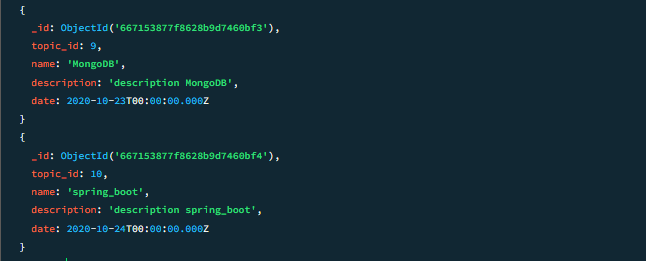 {
_id: ObjectId('667153877f8628b9d7460bf3'),
topic_id: 9,
name: 'MongoDB',
description: 'description MongoDB',
date: 2020-10-23T00:00:00.000Z
}
{
_id: ObjectId('667153877f8628b9d7460bf4'),
topic_id: 10,
name: 'spring_boot',
description: 'description spring_boot',
date: 2020-10-24T00:00:00.000Z
}